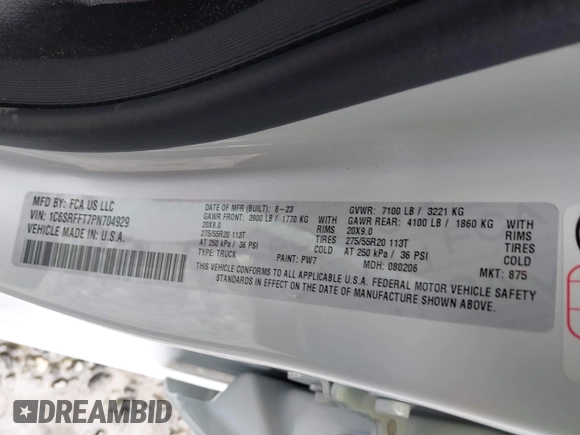 MFD BY: FCA US LLC
VIN: 1C6SRFFT7PN704929
VEHICLE MADE IN: U.S.A.
DATE OF MFR (BUILT): 8-23
GAWR FRONT: 3900 LB / 1770 KG WITH
20X9.0 RIMS
275/55R20 113T TIRES
AT 250 kPa / 36 PSI COLD
TYPE: TRUCK PAINT: PW7
GVWR: 7100 LB / 3221 KG
GAWR REAR: 4100 LB / 1860 KG WITH
20X9.0 RIMS
275/55R20 113T TIRES
AT 250 kPa / 36 PSI COLD
MDH: 080206 MKT: 875
THIS VEHICLE CONFORMS TO ALL APPLICABLE U.S.A. FEDERAL MOTOR VEHICLE SAFETY
STANDARDS IN EFFECT ON THE DATE OF MANUFACTURE SHOWN ABOVE.
DREAMBID